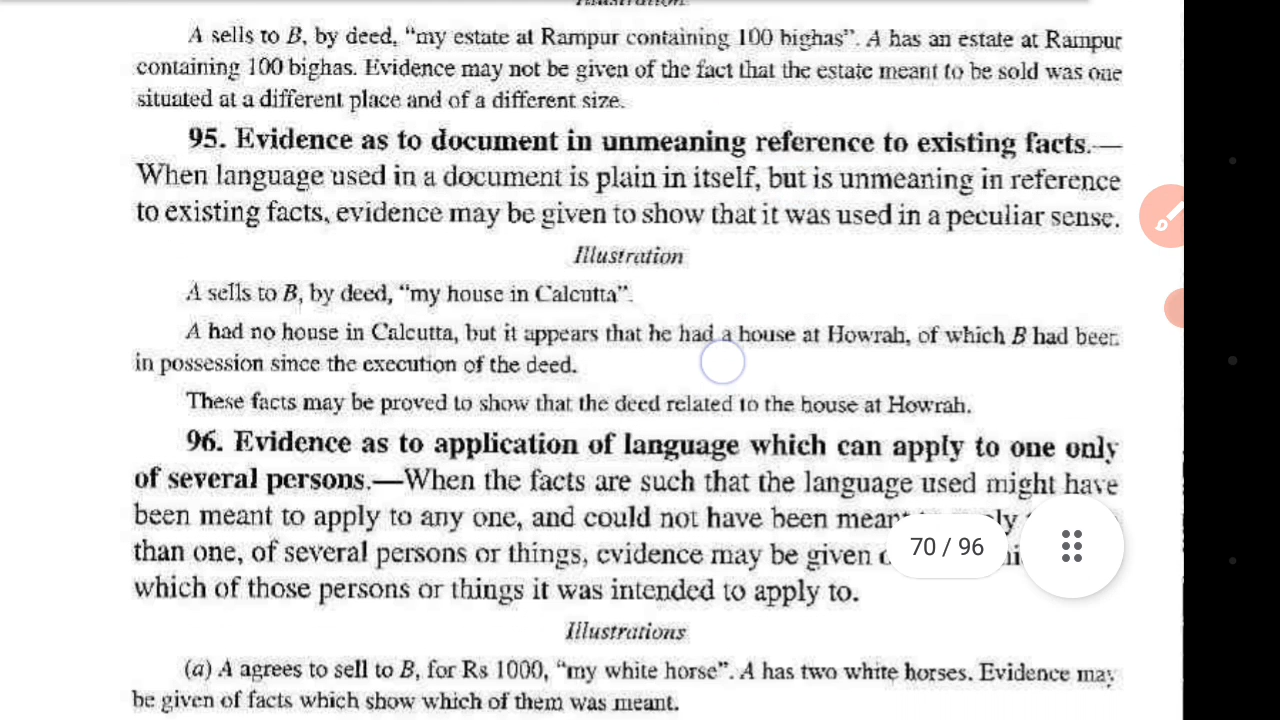 Illustration
A sells to B, by deed, “my estate at Rampur containing 100 bighas”. A has an estate at Rampur
containing 100 bighas. Evidence may not be given of the fact that the estate meant to be sold was one
situated at a different place and of a different size.
95. Evidence as to document in unmeaning reference to existing facts.—
When language used in a document is plain in itself, but is unmeaning in reference
to existing facts, evidence may be given to show that it was used in a peculiar sense.
Illustration
A sells to B, by deed, “my house in Calcutta”.
A had no house in Calcutta, but it appears that he had a house at Howrah, of which B had been
in possession since the execution of the deed.
These facts may be proved to show that the deed related to the house at Howrah.
96. Evidence as to application of language which can apply to one only
of several persons.—When the facts are such that the language used might have
been meant to apply to any one, and could not have been meant
than one, of several persons or things, evidence may be given
70 / 96
which of those persons or things it was intended to apply to.
Illustrations
(a) A agrees to sell to B, for Rs 1000, “my white horse”. A has two white horses. Evidence may
be given of facts which show which of them was meant.